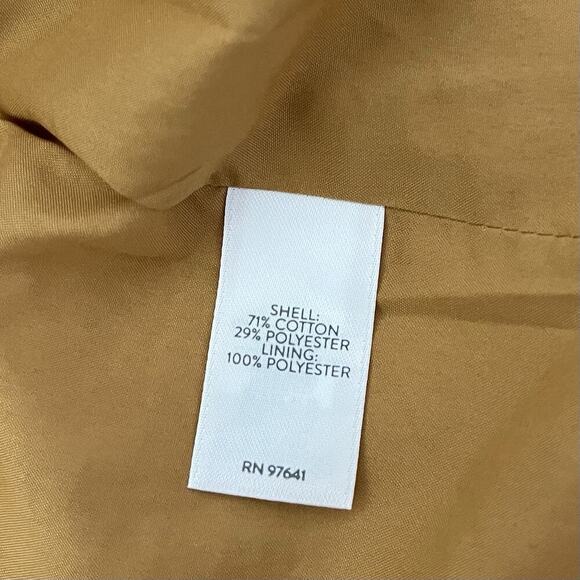 SHELL:
71% COTTON
29% POLYESTER
LINING:
100% POLYESTER
RN 97641